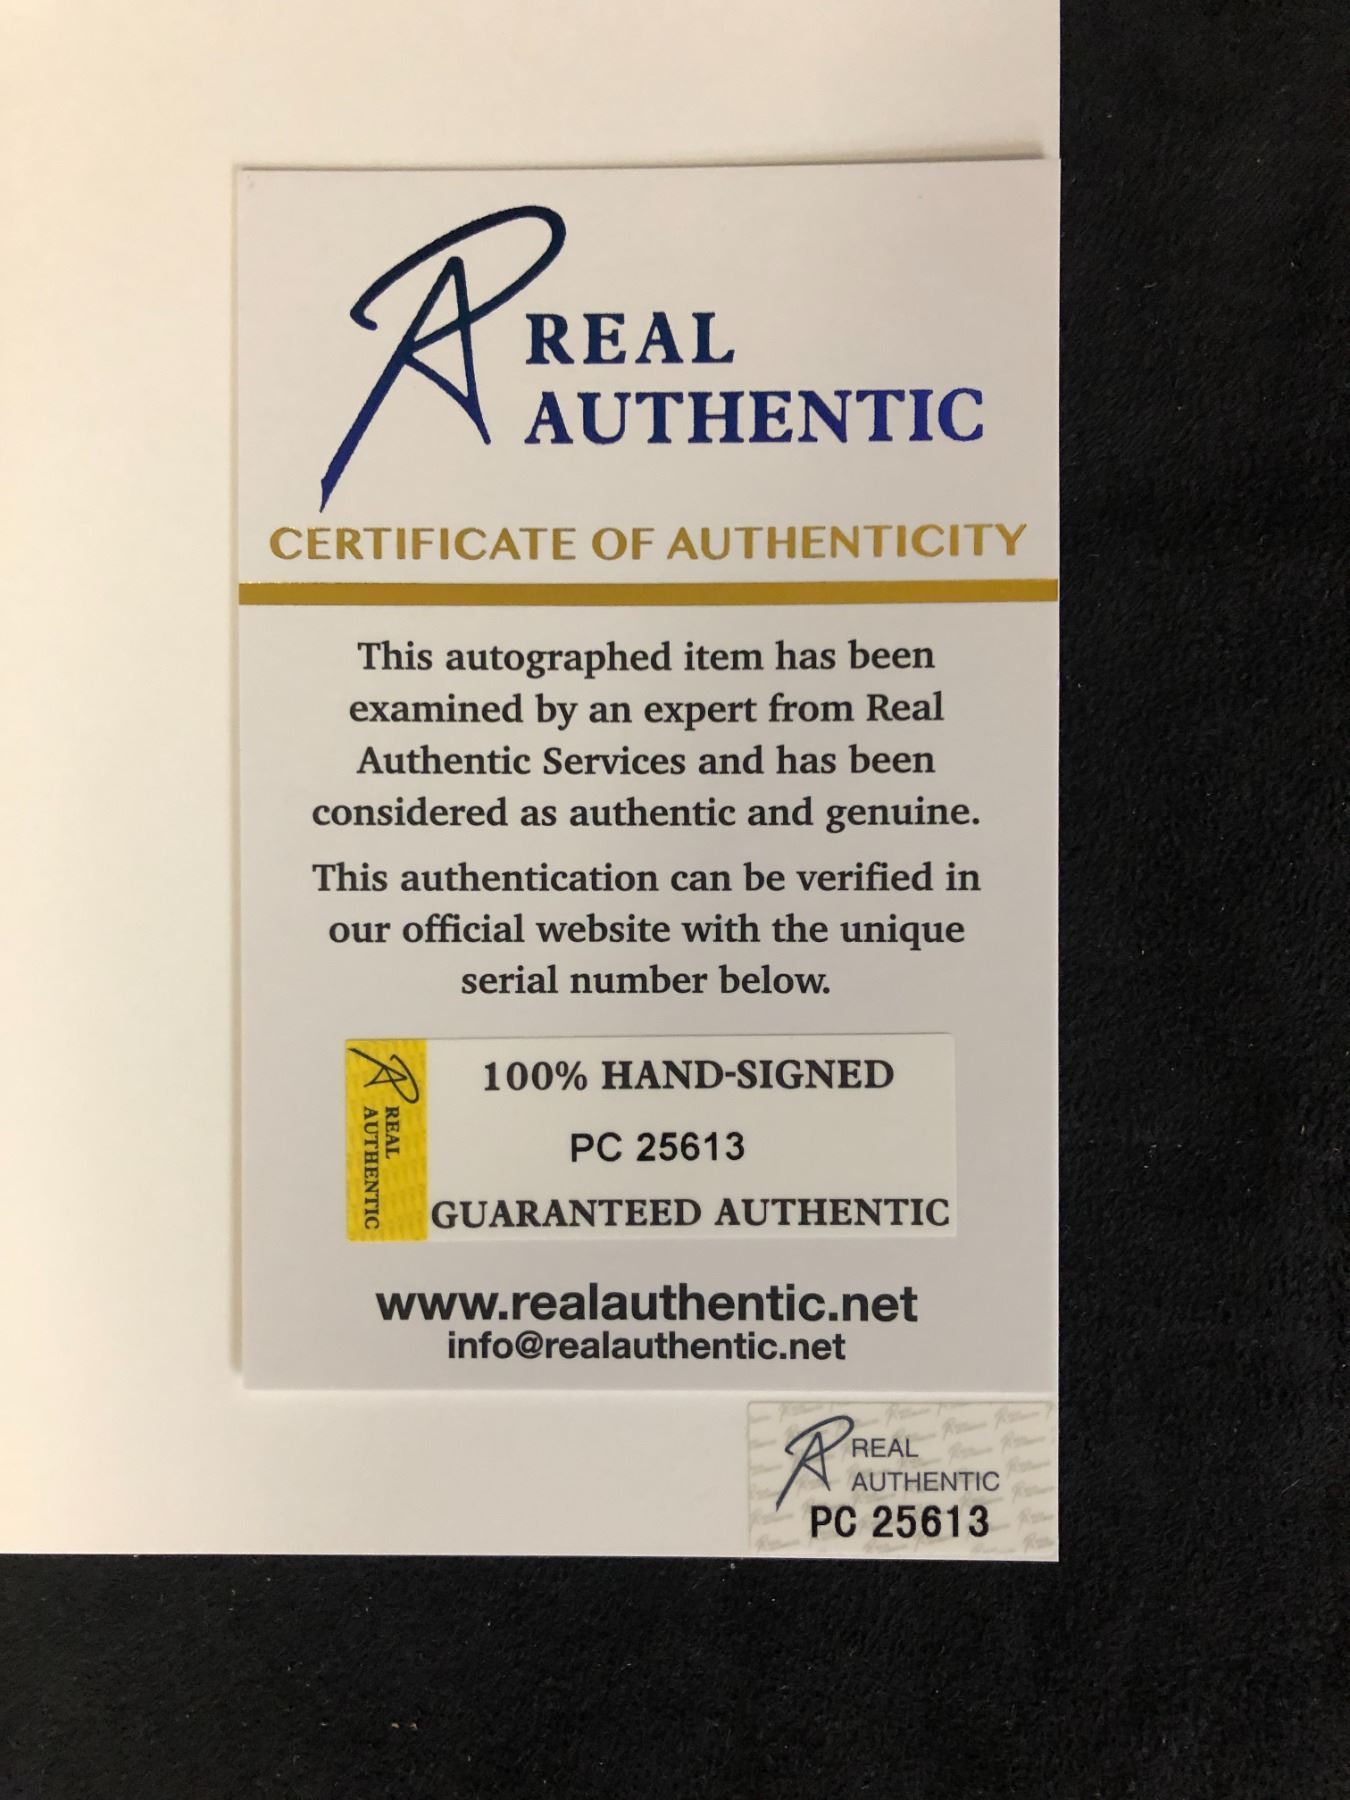 REAL
AUTHENTIC
CERTIFICATE OF AUTHENTICITY
This autographed item has been
examined by an expert from Real
Authentic Services and has been
considered as authentic and genuine.
This authentication can be verified in
our official website with the unique
serial number below.
REAL
AUTHENTIC
100% HAND-SIGNED
PC 25613
GUARANTEED AUTHENTIC
www.realauthentic.net
info@realauthentic.net
REAL
AUTHENTIC
PC 25613